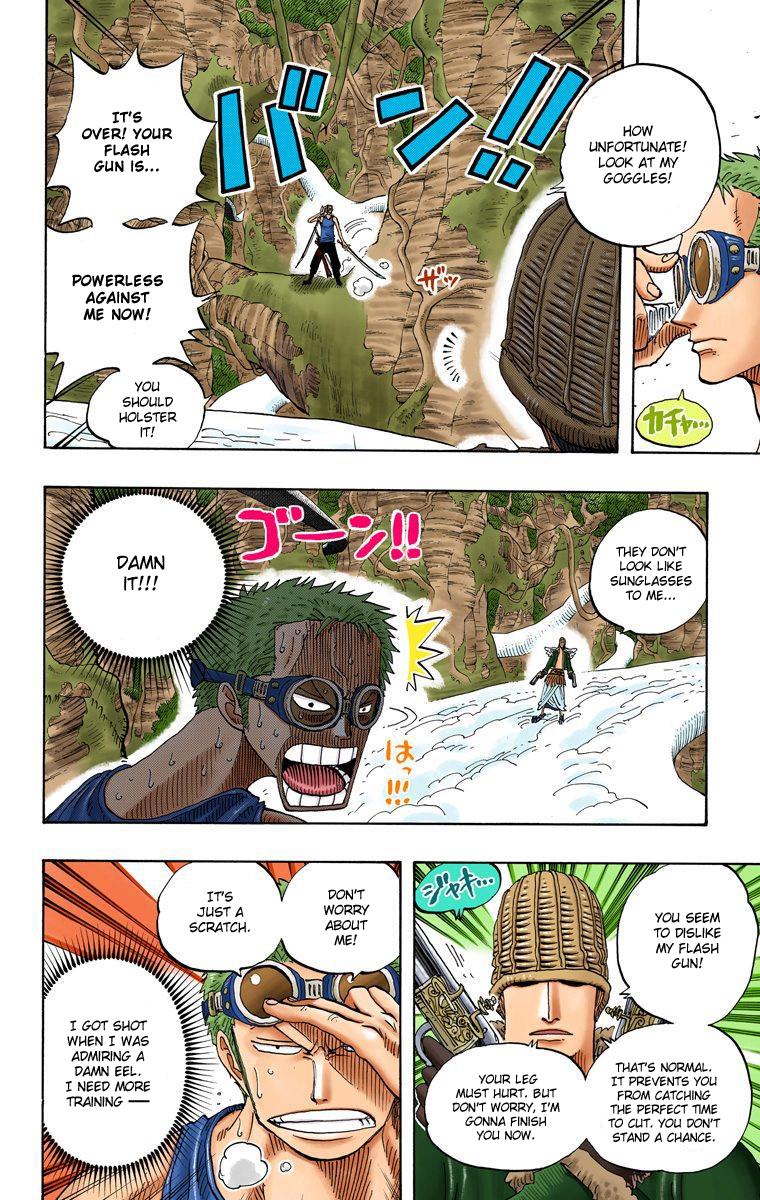 HOW
UNFORTUNATE!
LOOK AT MY
GOGGLES!
カチャ…
バン!!
ザッ
IT'S
OVER! YOUR
FLASH
GUN IS...
POWERLESS
AGAINST
ME NOW!
YOU
SHOULD
HOLSTER
IT!
THEY DON'T
LOOK LIKE
SUNGLASSES
TO ME...
ゴーン!!
はっ!!!
DAMN
IT!!!
ジャキ…
YOU SEEM
TO DISLIKE
MY FLASH
GUN!
THAT'S NORMAL.
IT PREVENTS YOU
FROM CATCHING
THE PERFECT TIME
TO CUT. YOU DON'T
STAND A CHANCE.
YOUR LEG
MUST HURT. BUT
DON'T WORRY, I'M
GONNA FINISH
YOU NOW.
DON'T
WORRY
ABOUT
ME!
IT'S
JUST A
SCRATCH.
I GOT SHOT
WHEN I WAS
ADMIRING A
DAMN EEL.
I NEED MORE
TRAINING —